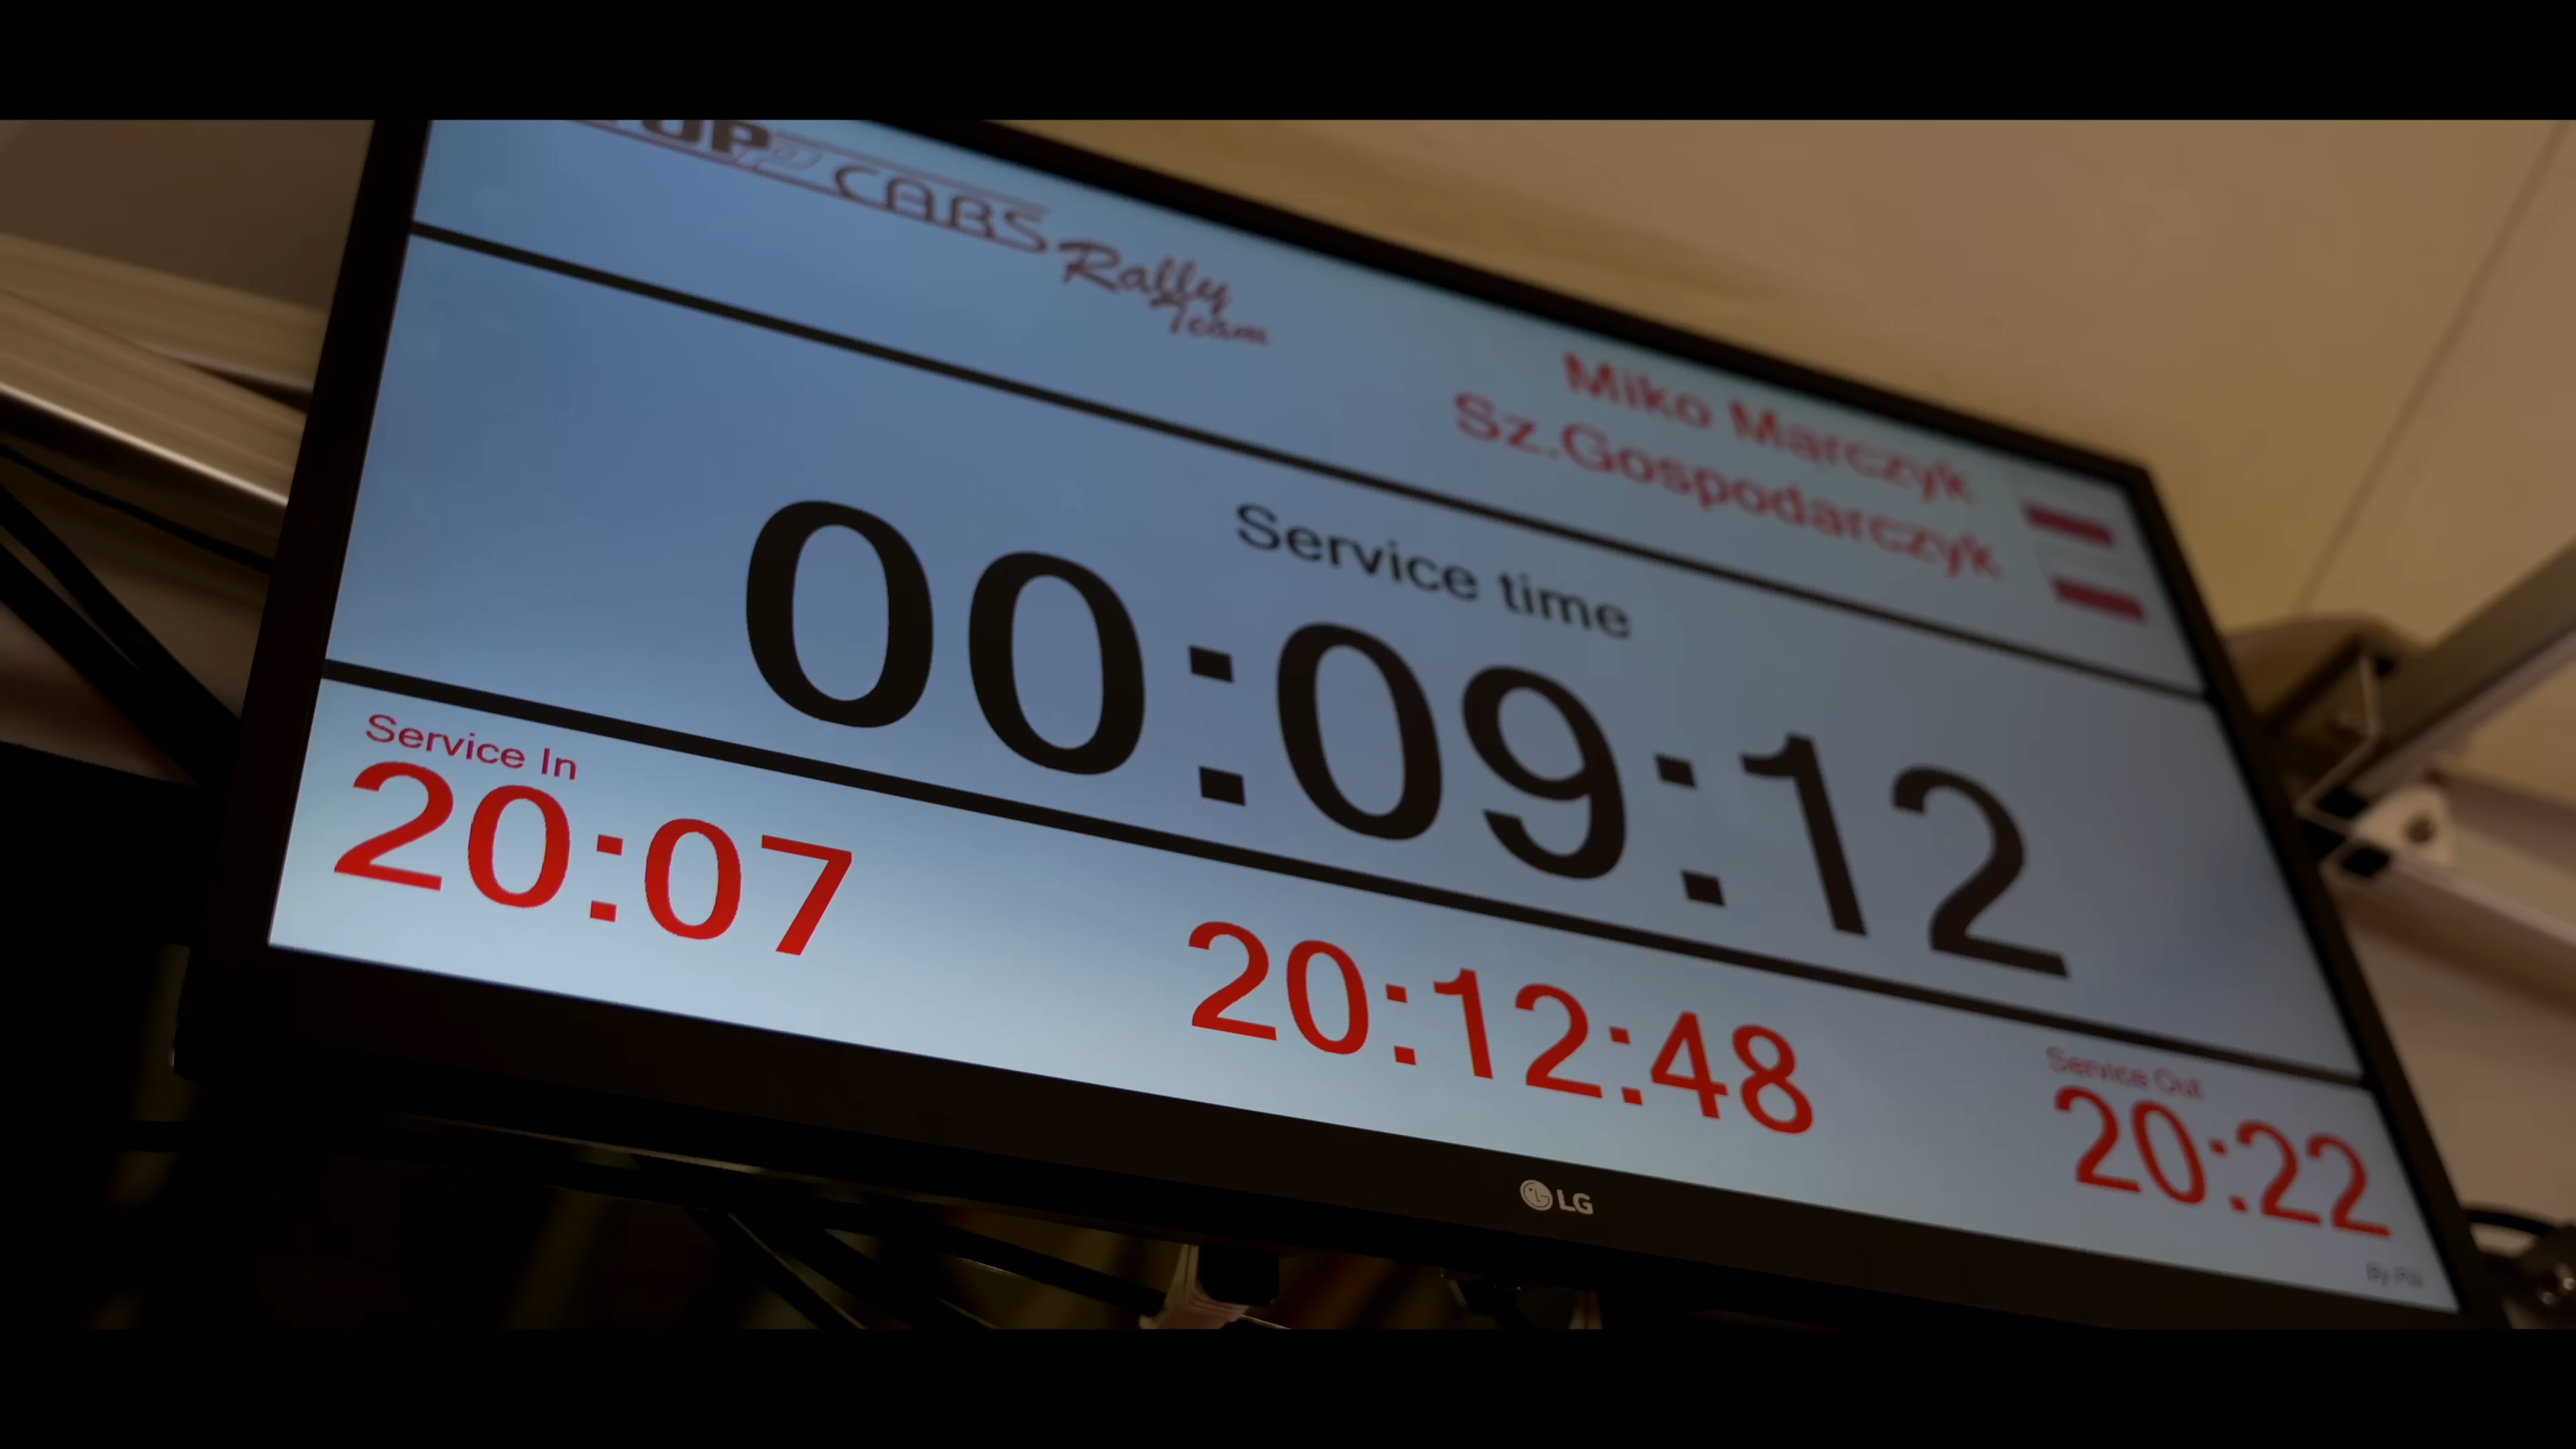 CABS Rally
Team
Miko Marczyk
Sz.Gospodarczyk
Service time
00:09:12
Service In
20:07
20:12:48
Service Out
20:22
LG